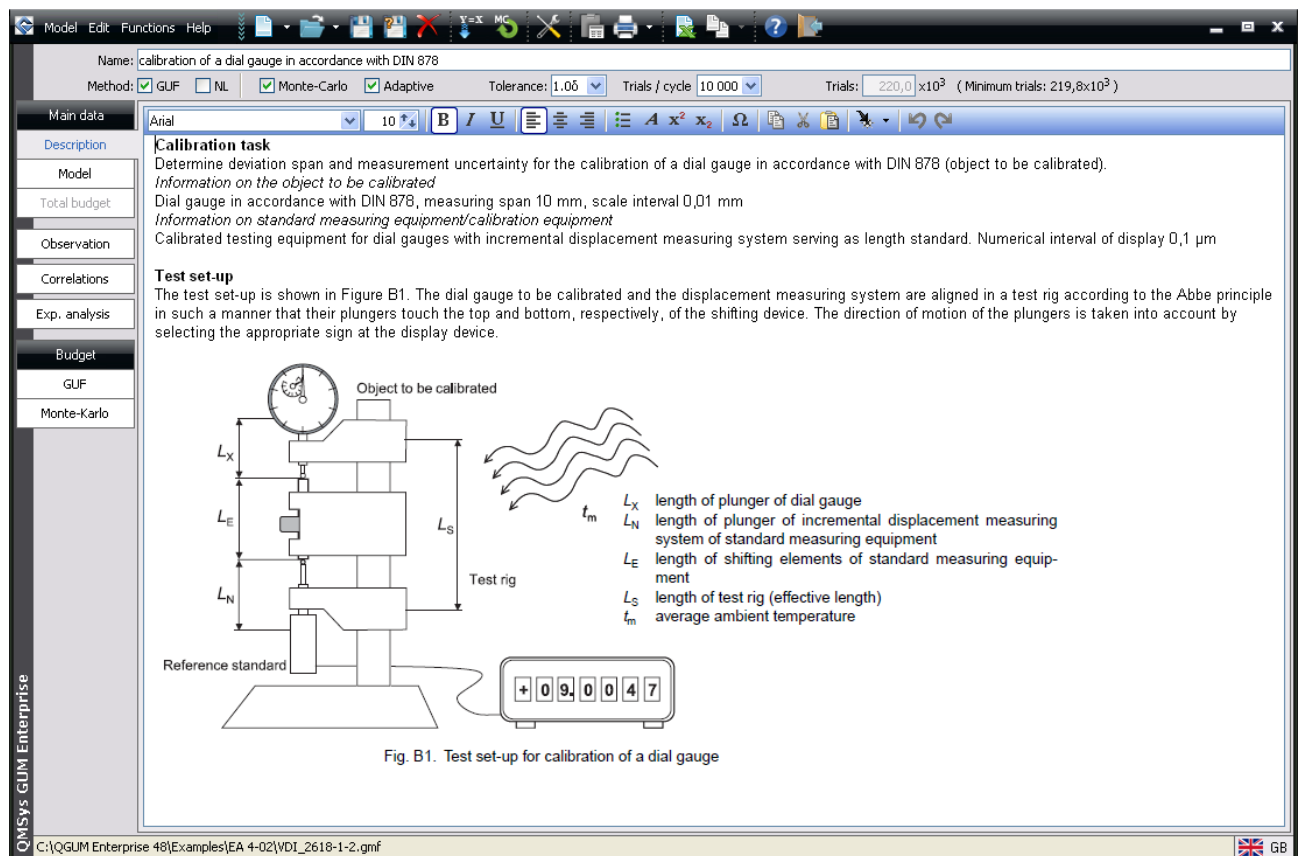 Model Edit Functions Help
Y=X MC
Name: calibration of a dial gauge in accordance with DIN 878
Method: GUF NL Monte-Carlo Adaptive Tolerance: 1.0δ Trials / cycle 10 000 Trials: 220,0 x10³ ( Minimum trials: 219,8x10³ )
Main data
Description
Model
Total budget
Observation
Correlations
Exp. analysis
Budget
GUF
Monte-Karlo
Arial 10 B I U A x² x₂ Ω
Calibration task
Determine deviation span and measurement uncertainty for the calibration of a dial gauge in accordance with DIN 878 (object to be calibrated).
Information on the object to be calibrated
Dial gauge in accordance with DIN 878, measuring span 10 mm, scale interval 0,01 mm
Information on standard measuring equipment/calibration equipment
Calibrated testing equipment for dial gauges with incremental displacement measuring system serving as length standard. Numerical interval of display 0,1 µm
Test set-up
The test set-up is shown in Figure B1. The dial gauge to be calibrated and the displacement measuring system are aligned in a test rig according to the Abbe principle
in such a manner that their plungers touch the top and bottom, respectively, of the shifting device. The direction of motion of the plungers is taken into account by
selecting the appropriate sign at the display device.
Object to be calibrated
LX
LE
LS
LN
tm
Test rig
Reference standard
+ 0 9. 0 0 4 7
LX length of plunger of dial gauge
LN length of plunger of incremental displacement measuring
system of standard measuring equipment
LE length of shifting elements of standard measuring equip-
ment
LS length of test rig (effective length)
tm average ambient temperature
Fig. B1. Test set-up for calibration of a dial gauge
QMSys GUM Enterprise
C:\QGUM Enterprise 48\Examples\EA 4-02\VDI_2618-1-2.gmf
GB